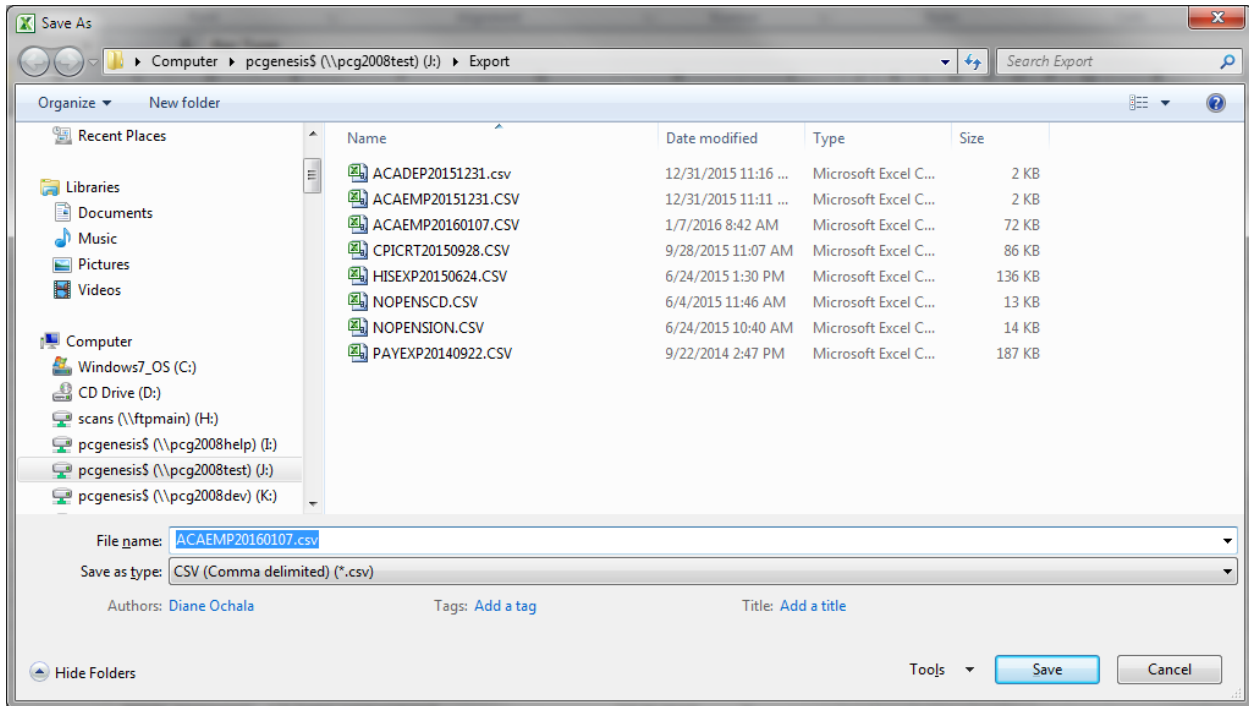 Save As
Computer ▸ pcgenesis$ (\\pcg2008test) (J:) ▸ Export
Search Export
Organize New folder
Name Date modified Type Size
Recent Places
Libraries
Documents
Music
Pictures
Videos
Computer
Windows7_OS (C:)
CD Drive (D:)
scans (\\ftpmain) (H:)
pcgenesis$ (\\pcg2008help) (I:)
pcgenesis$ (\\pcg2008test) (J:)
pcgenesis$ (\\pcg2008dev) (K:)
ACADEP20151231.csv 12/31/2015 11:16 ... Microsoft Excel C... 2 KB
ACAEMP20151231.CSV 12/31/2015 11:11 ... Microsoft Excel C... 2 KB
ACAEMP20160107.CSV 1/7/2016 8:42 AM Microsoft Excel C... 72 KB
CPICRT20150928.CSV 9/28/2015 11:07 AM Microsoft Excel C... 86 KB
HISEXP20150624.CSV 6/24/2015 1:30 PM Microsoft Excel C... 136 KB
NOPENSCD.CSV 6/4/2015 11:46 AM Microsoft Excel C... 13 KB
NOPENSION.CSV 6/24/2015 10:40 AM Microsoft Excel C... 14 KB
PAYEXP20140922.CSV 9/22/2014 2:47 PM Microsoft Excel C... 187 KB
File name: ACAEMP20160107.csv
Save as type: CSV (Comma delimited) (*.csv)
Authors: Diane Ochala Tags: Add a tag Title: Add a title
Hide Folders Tools Save Cancel